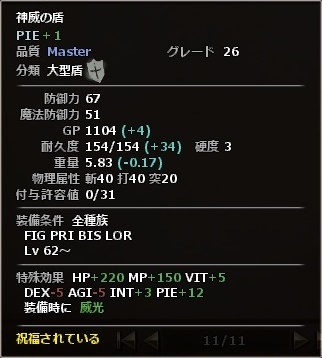 神威の盾
PIE+1
品質 Master グレード 26
分類 大型盾
防御力 67
魔法防御力 51
GP 1104 (+4)
耐久度 154/154 (+34) 硬度 3
重量 5.83 (-0.17)
物理属性 斬40 打40 突20
付与許容値 0/31
装備条件 全種族
FIG PRI BIS LOR
Lv 62～
特殊効果 HP+220 MP+150 VIT+5
DEX-5 AGI-5 INT+3 PIE+12
装備時に 威光
祝福されている 11/11